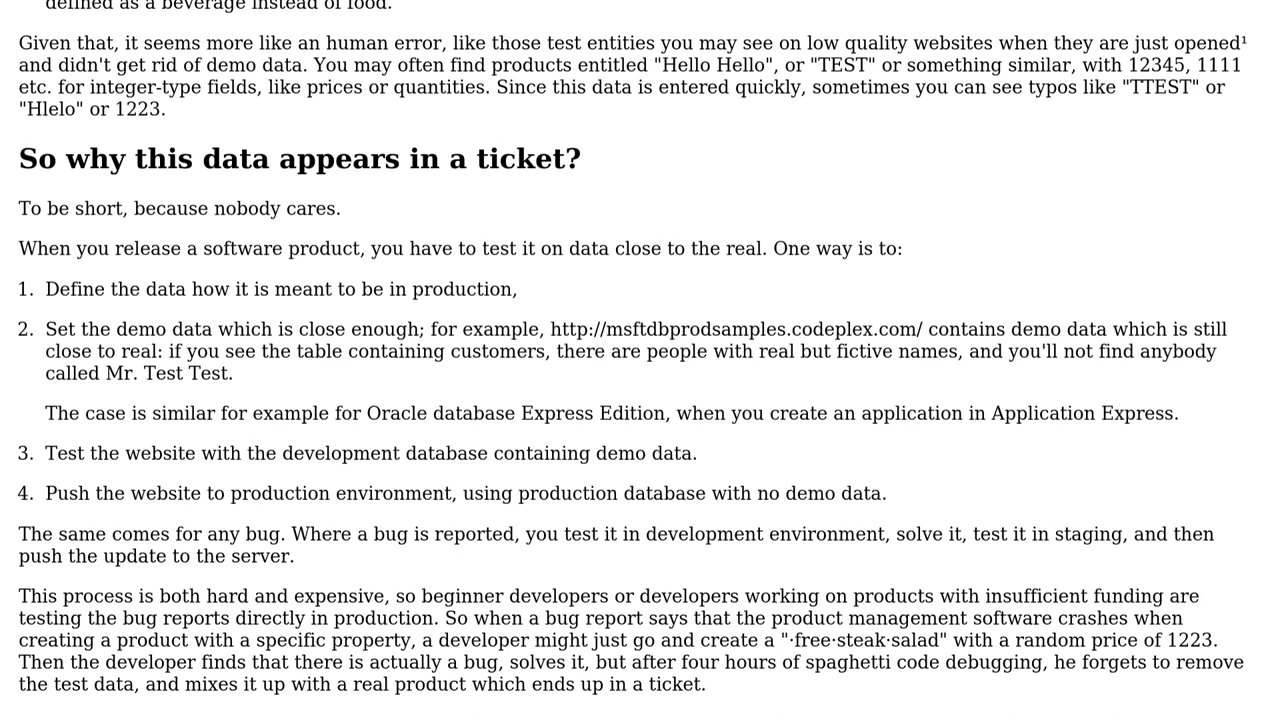 defined as a beverage instead of food.
Given that, it seems more like an human error, like those test entities you may see on low quality websites when they are just opened¹
and didn't get rid of demo data. You may often find products entitled "Hello Hello", or "TEST" or something similar, with 12345, 1111
etc. for integer-type fields, like prices or quantities. Since this data is entered quickly, sometimes you can see typos like "TTEST" or
"Hlelo" or 1223.
So why this data appears in a ticket?
To be short, because nobody cares.
When you release a software product, you have to test it on data close to the real. One way is to:
1. Define the data how it is meant to be in production,
2. Set the demo data which is close enough; for example, http://msftdbprodsamples.codeplex.com/ contains demo data which is still
close to real: if you see the table containing customers, there are people with real but fictive names, and you'll not find anybody
called Mr. Test Test.
The case is similar for example for Oracle database Express Edition, when you create an application in Application Express.
3. Test the website with the development database containing demo data.
4. Push the website to production environment, using production database with no demo data.
The same comes for any bug. Where a bug is reported, you test it in development environment, solve it, test it in staging, and then
push the update to the server.
This process is both hard and expensive, so beginner developers or developers working on products with insufficient funding are
testing the bug reports directly in production. So when a bug report says that the product management software crashes when
creating a product with a specific property, a developer might just go and create a "·free·steak·salad" with a random price of 1223.
Then the developer finds that there is actually a bug, solves it, but after four hours of spaghetti code debugging, he forgets to remove
the test data, and mixes it up with a real product which ends up in a ticket.